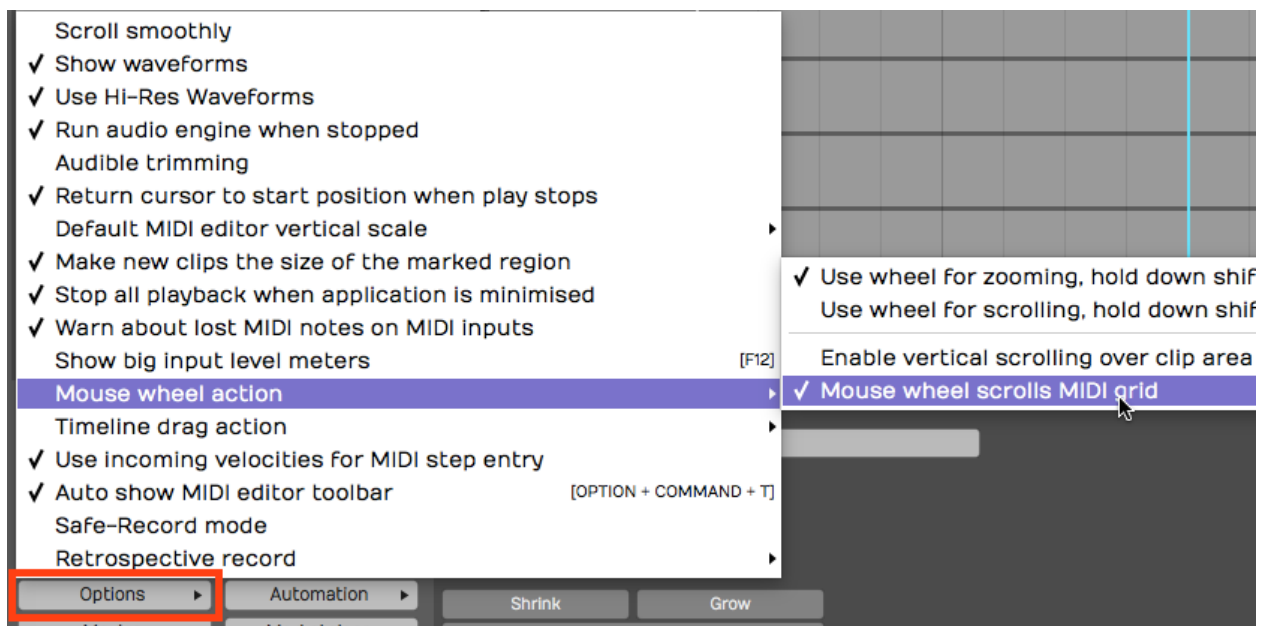 Scroll smoothly
✓ Show waveforms
✓ Use Hi-Res Waveforms
✓ Run audio engine when stopped
Audible trimming
✓ Return cursor to start position when play stops
Default MIDI editor vertical scale
✓ Make new clips the size of the marked region
✓ Stop all playback when application is minimised
✓ Warn about lost MIDI notes on MIDI inputs
Show big input level meters [F12]
Mouse wheel action
Timeline drag action
✓ Use incoming velocities for MIDI step entry
✓ Auto show MIDI editor toolbar [OPTION + COMMAND + T]
Safe-Record mode
Retrospective record
✓ Use wheel for zooming, hold down shif
Use wheel for scrolling, hold down shif
Enable vertical scrolling over clip area
✓ Mouse wheel scrolls MIDI grid
Options
Automation
Shrink
Grow